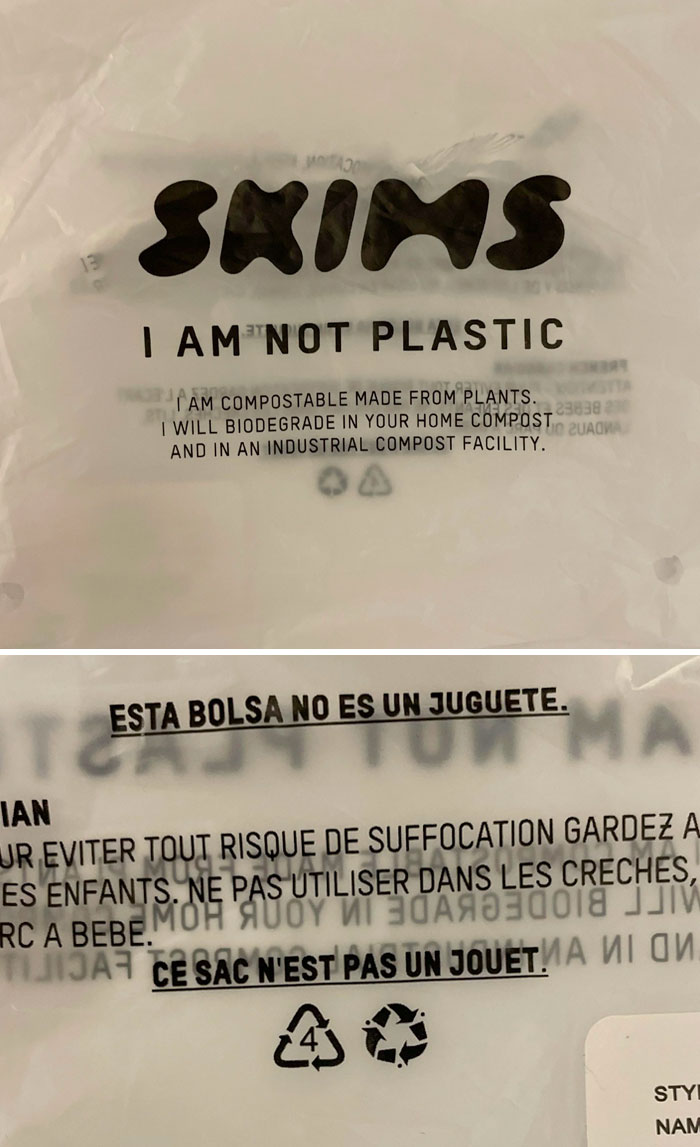 SKIMS
I AM NOT PLASTIC
I AM COMPOSTABLE MADE FROM PLANTS.
I WILL BIODEGRADE IN YOUR HOME COMPOST
AND IN AN INDUSTRIAL COMPOST FACILITY.
ESTA BOLSA NO ES UN JUGUETE.
IAN
UR EVITER TOUT RISQUE DE SUFFOCATION GARDEZ A
ES ENFANTS. NE PAS UTILISER DANS LES CRECHES,
RC A BEBE.
CE SAC N'EST PAS UN JOUET.
4
STYL
NAM